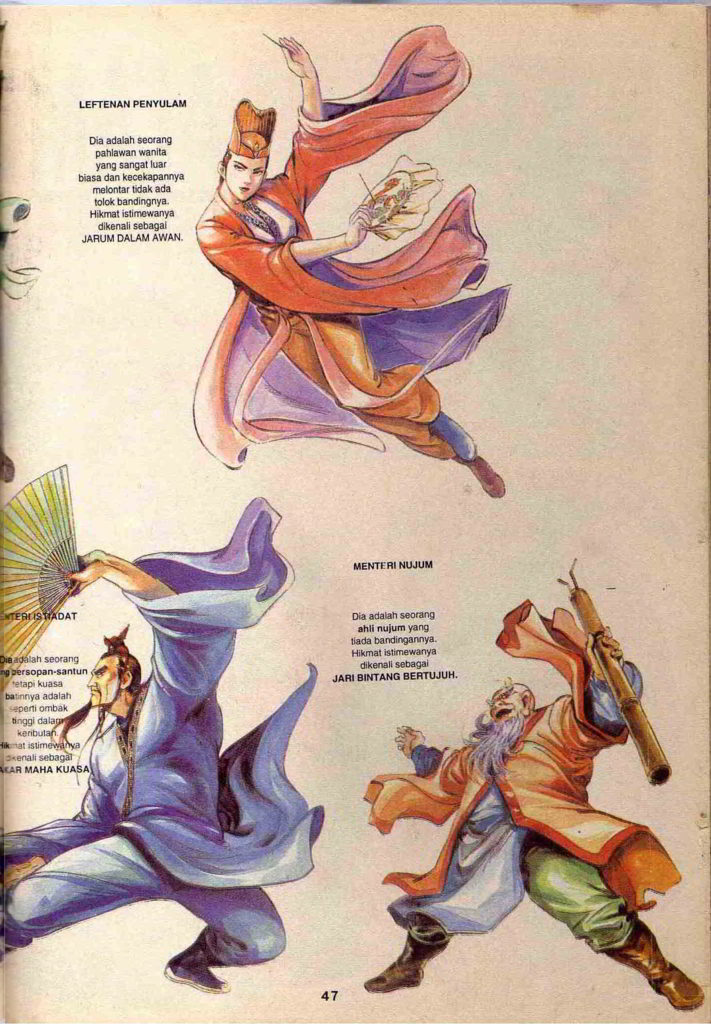 LEFTENAN PENYULAM
Dia adalah seorang
pahlawan wanita
yang sangat luar
biasa dan kecekapannya
melontar tidak ada
tolok bandingnya.
Hikmat istimewanya
dikenali sebagai
JARUM DALAM AWAN.
MENTERI NUJUM
Dia adalah seorang
ahli nujum yang
tiada bandingannya.
Hikmat istimewanya
dikenali sebagai
JARI BINTANG BERTUJUH.
ISTIADAT
Dia adalah seorang
bersopan-santun
tetapi kuasa
batinnya adalah
seperti ombak
tinggi dalam
keributan.
Hikmat istimewanya
dikenali sebagai
MAHA KUASA
47